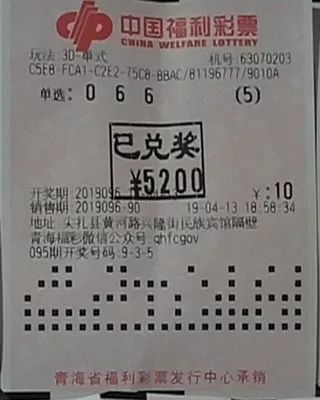 中国福利彩票
CHINA WELFARE LOTTERY
玩法:3D-单式 机号:63070203
C5E8-FCA1-C2E2-75C8-BBAC/81196777/9010A
单选: 0 6 6 (5)
已兑奖
¥5200
开奖期 2019096 ¥:10
销售期 2019096-90 19-04-13 18:58:34
地址:尖扎县黄河路兴隆街民族宾馆隔壁
青海福彩微信公众号:qhfcgov
095期开奖号码:9-3-5
青海省福利彩票发行中心承销